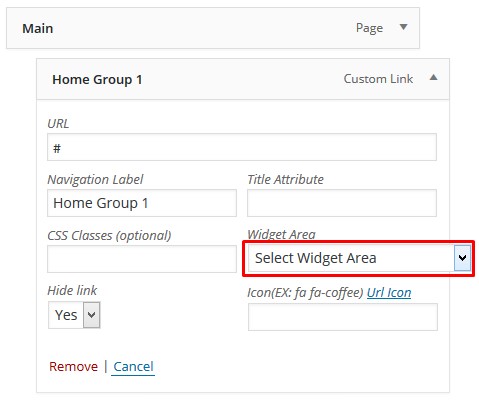 Main Page
Home Group 1 Custom Link
URL
#
Navigation Label Title Attribute
Home Group 1
CSS Classes (optional) Widget Area
Select Widget Area
Hide link Icon(EX: fa fa-coffee) Url Icon
Yes
Remove | Cancel